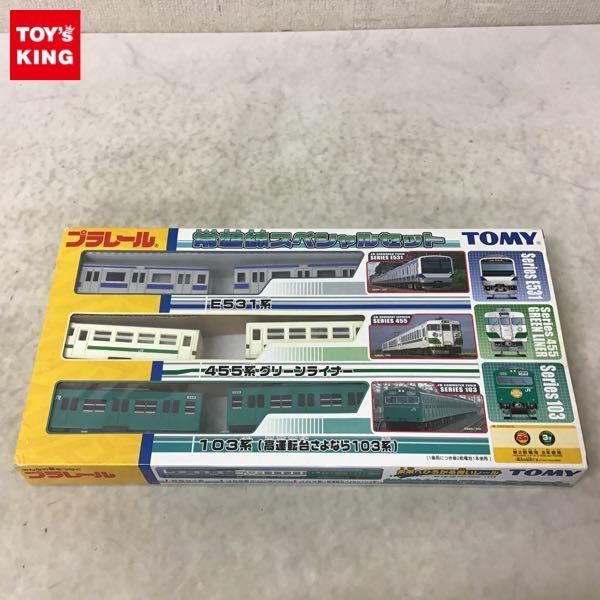 TOY's
KING
プラレール
常磐線スペシャルセット
TOMY
SERIES E531
Series E531
E531系
SERIES 455
Series 455
GREEN LINER
455系・グリーンライナー
SERIES 103
Series 103
103系(高運転台さよなら103系)
プラレール
TOMY